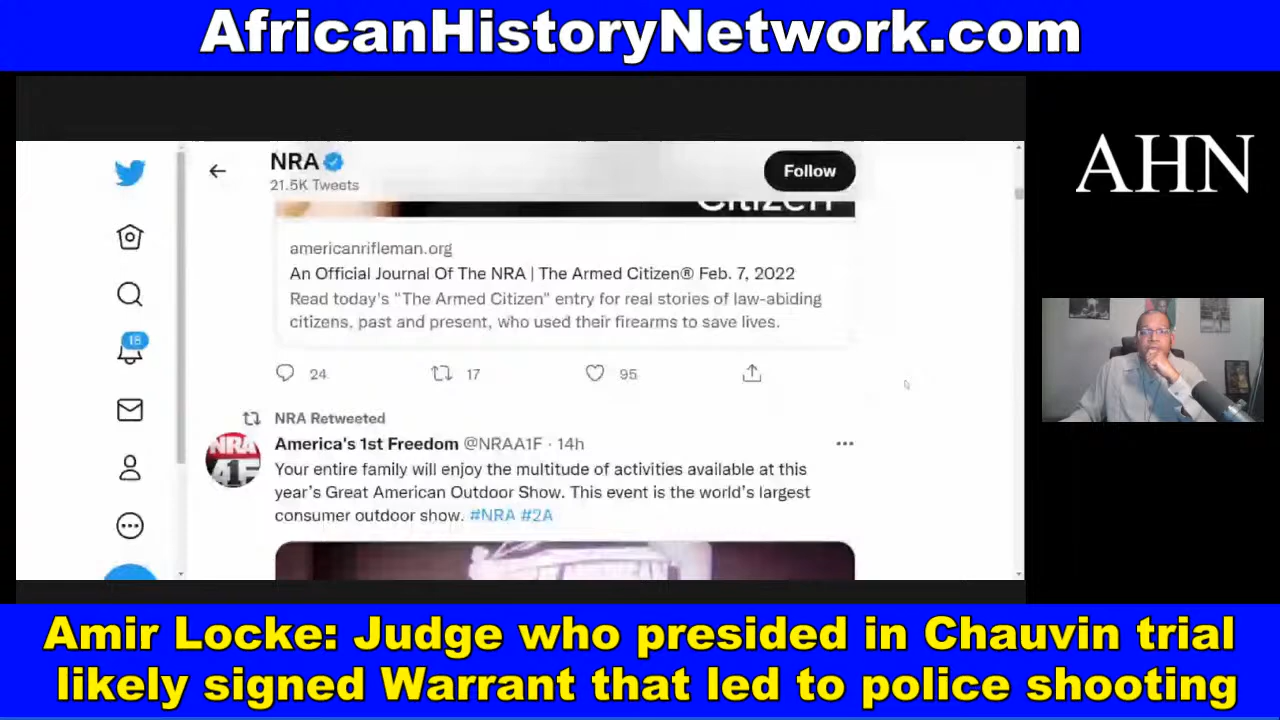 AfricanHistoryNetwork.com
AHN
NRA
21.5K Tweets
Follow
Citizen
americanrifleman.org
An Official Journal Of The NRA | The Armed Citizen® Feb. 7, 2022
Read today's "The Armed Citizen" entry for real stories of law-abiding
citizens, past and present, who used their firearms to save lives.
18
24
17
95
NRA Retweeted
NRA
America's 1st Freedom @NRAA1F · 14h
Your entire family will enjoy the multitude of activities available at this
year's Great American Outdoor Show. This event is the world's largest
consumer outdoor show. #NRA #2A
Amir Locke: Judge who presided in Chauvin trial
likely signed Warrant that led to police shooting